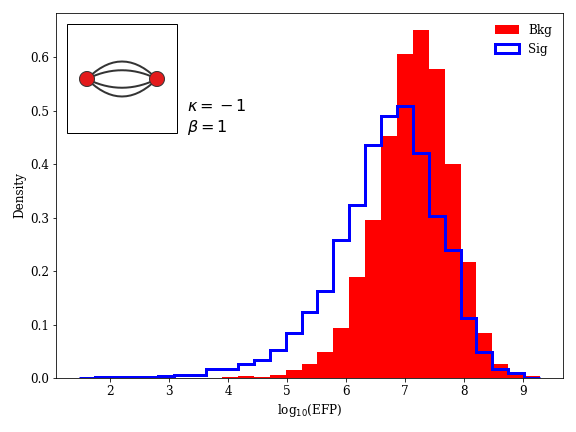 Bkg
Sig
κ = −1
β = 1
Density
0.6
0.5
0.4
0.3
0.2
0.1
0.0
2 3 4 5 6 7 8 9
log₁₀(EFP)